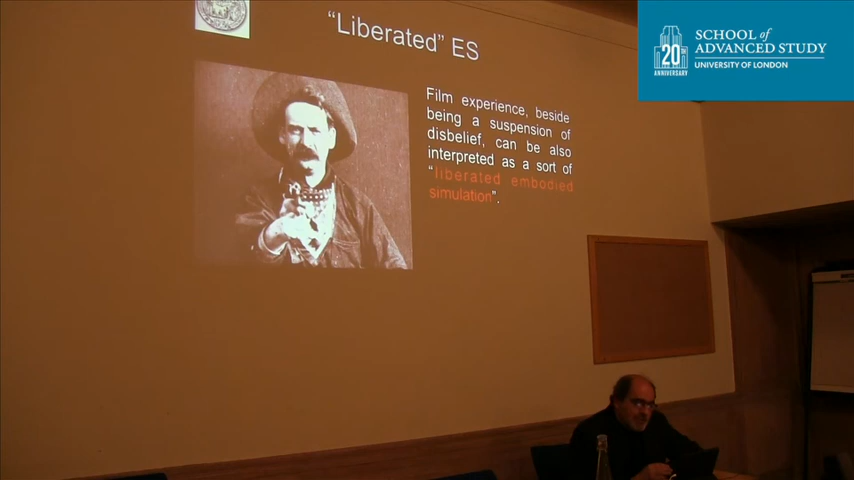 "Liberated" ES
Film experience, beside
being a suspension of
disbelief, can be also
interpreted as a sort of
"liberated embodied
simulation".
20TH
ANNIVERSARY
SCHOOL of
ADVANCED STUDY
UNIVERSITY OF LONDON